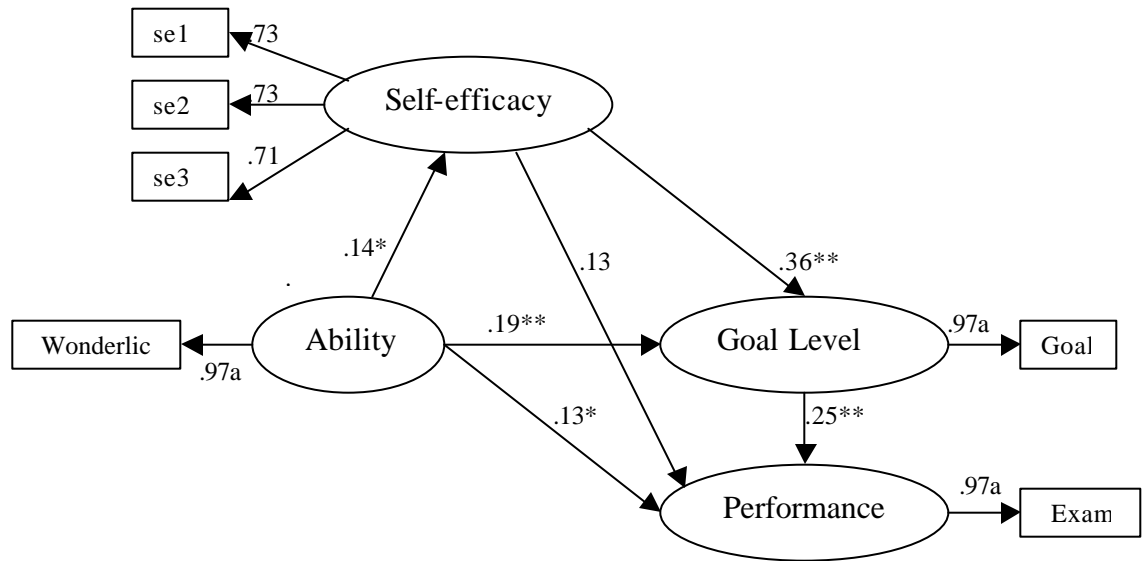 se1
.73
se2
.73
Self-efficacy
se3
.71
.14*
.13
.36**
.
Wonderlic
.97a
Ability
.19**
Goal Level
.97a
Goal
.13*
.25**
Performance
.97a
Exam